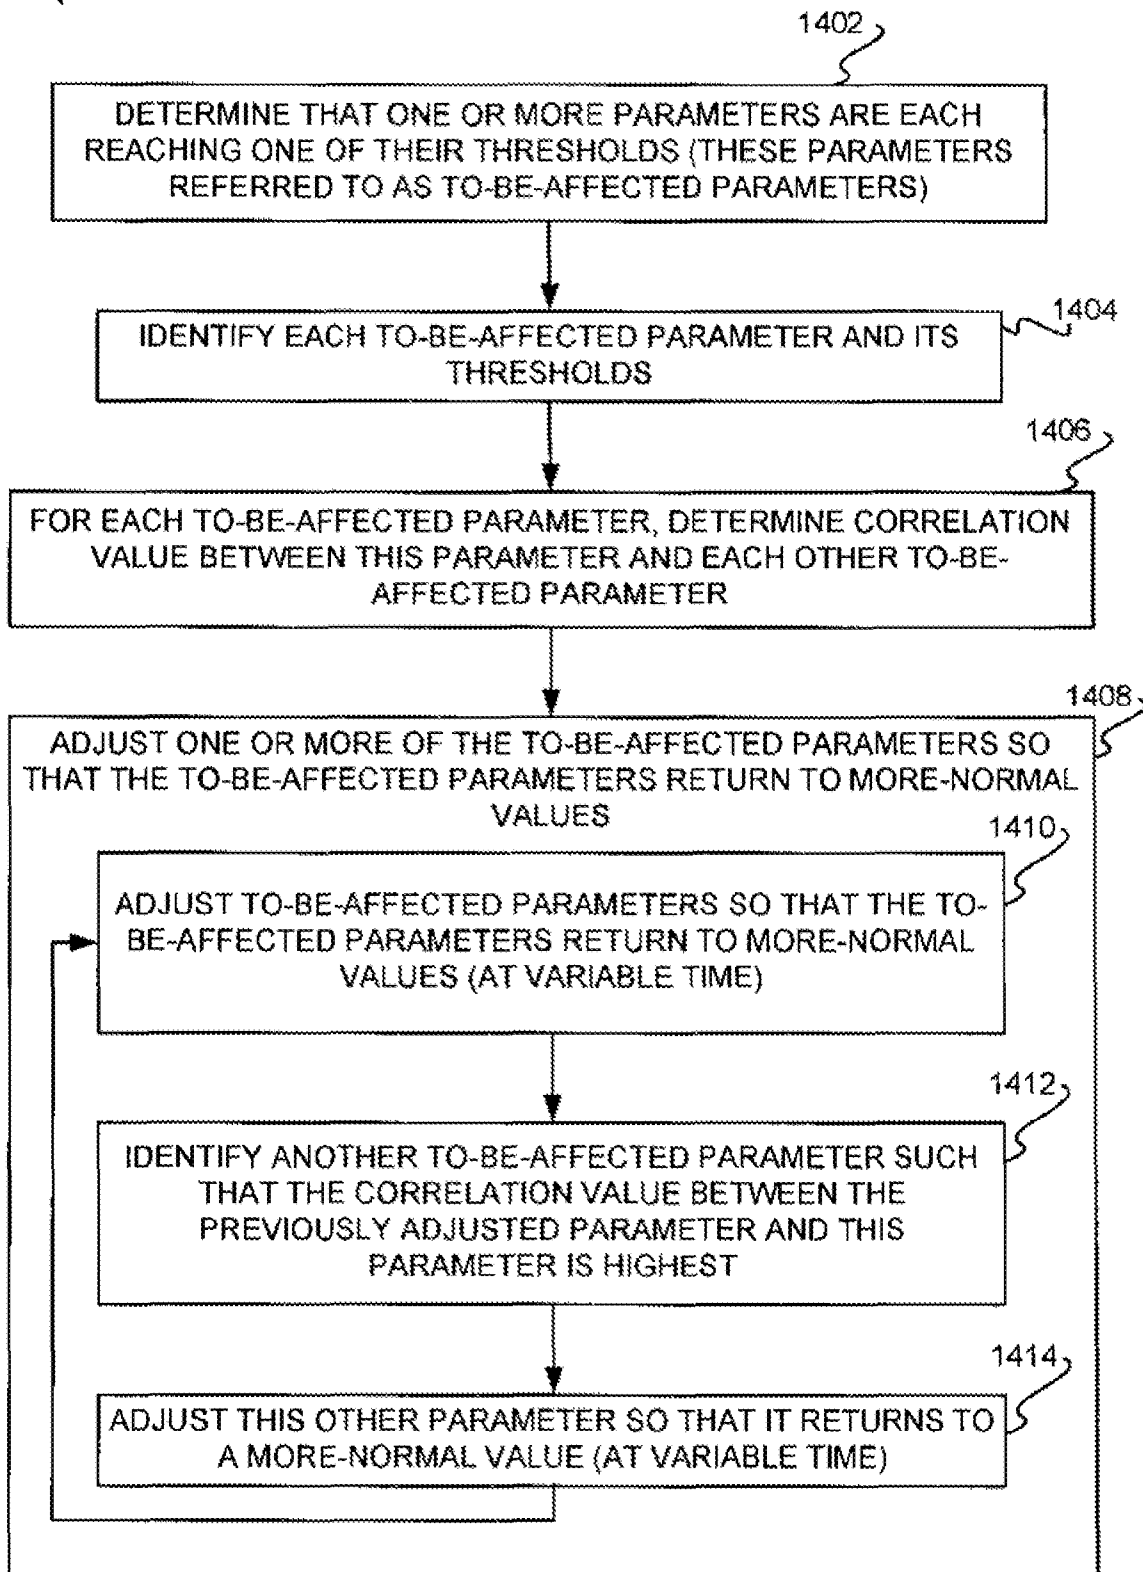 1402
DETERMINE THAT ONE OR MORE PARAMETERS ARE EACH
REACHING ONE OF THEIR THRESHOLDS (THESE PARAMETERS
REFERRED TO AS TO-BE-AFFECTED PARAMETERS)
1404
IDENTIFY EACH TO-BE-AFFECTED PARAMETER AND ITS
THRESHOLDS
1406
FOR EACH TO-BE-AFFECTED PARAMETER, DETERMINE CORRELATION
VALUE BETWEEN THIS PARAMETER AND EACH OTHER TO-BE-
AFFECTED PARAMETER
1408
ADJUST ONE OR MORE OF THE TO-BE-AFFECTED PARAMETERS SO
THAT THE TO-BE-AFFECTED PARAMETERS RETURN TO MORE-NORMAL
VALUES
1410
ADJUST TO-BE-AFFECTED PARAMETERS SO THAT THE TO-
BE-AFFECTED PARAMETERS RETURN TO MORE-NORMAL
VALUES (AT VARIABLE TIME)
1412
IDENTIFY ANOTHER TO-BE-AFFECTED PARAMETER SUCH
THAT THE CORRELATION VALUE BETWEEN THE
PREVIOUSLY ADJUSTED PARAMETER AND THIS
PARAMETER IS HIGHEST
1414
ADJUST THIS OTHER PARAMETER SO THAT IT RETURNS TO
A MORE-NORMAL VALUE (AT VARIABLE TIME)